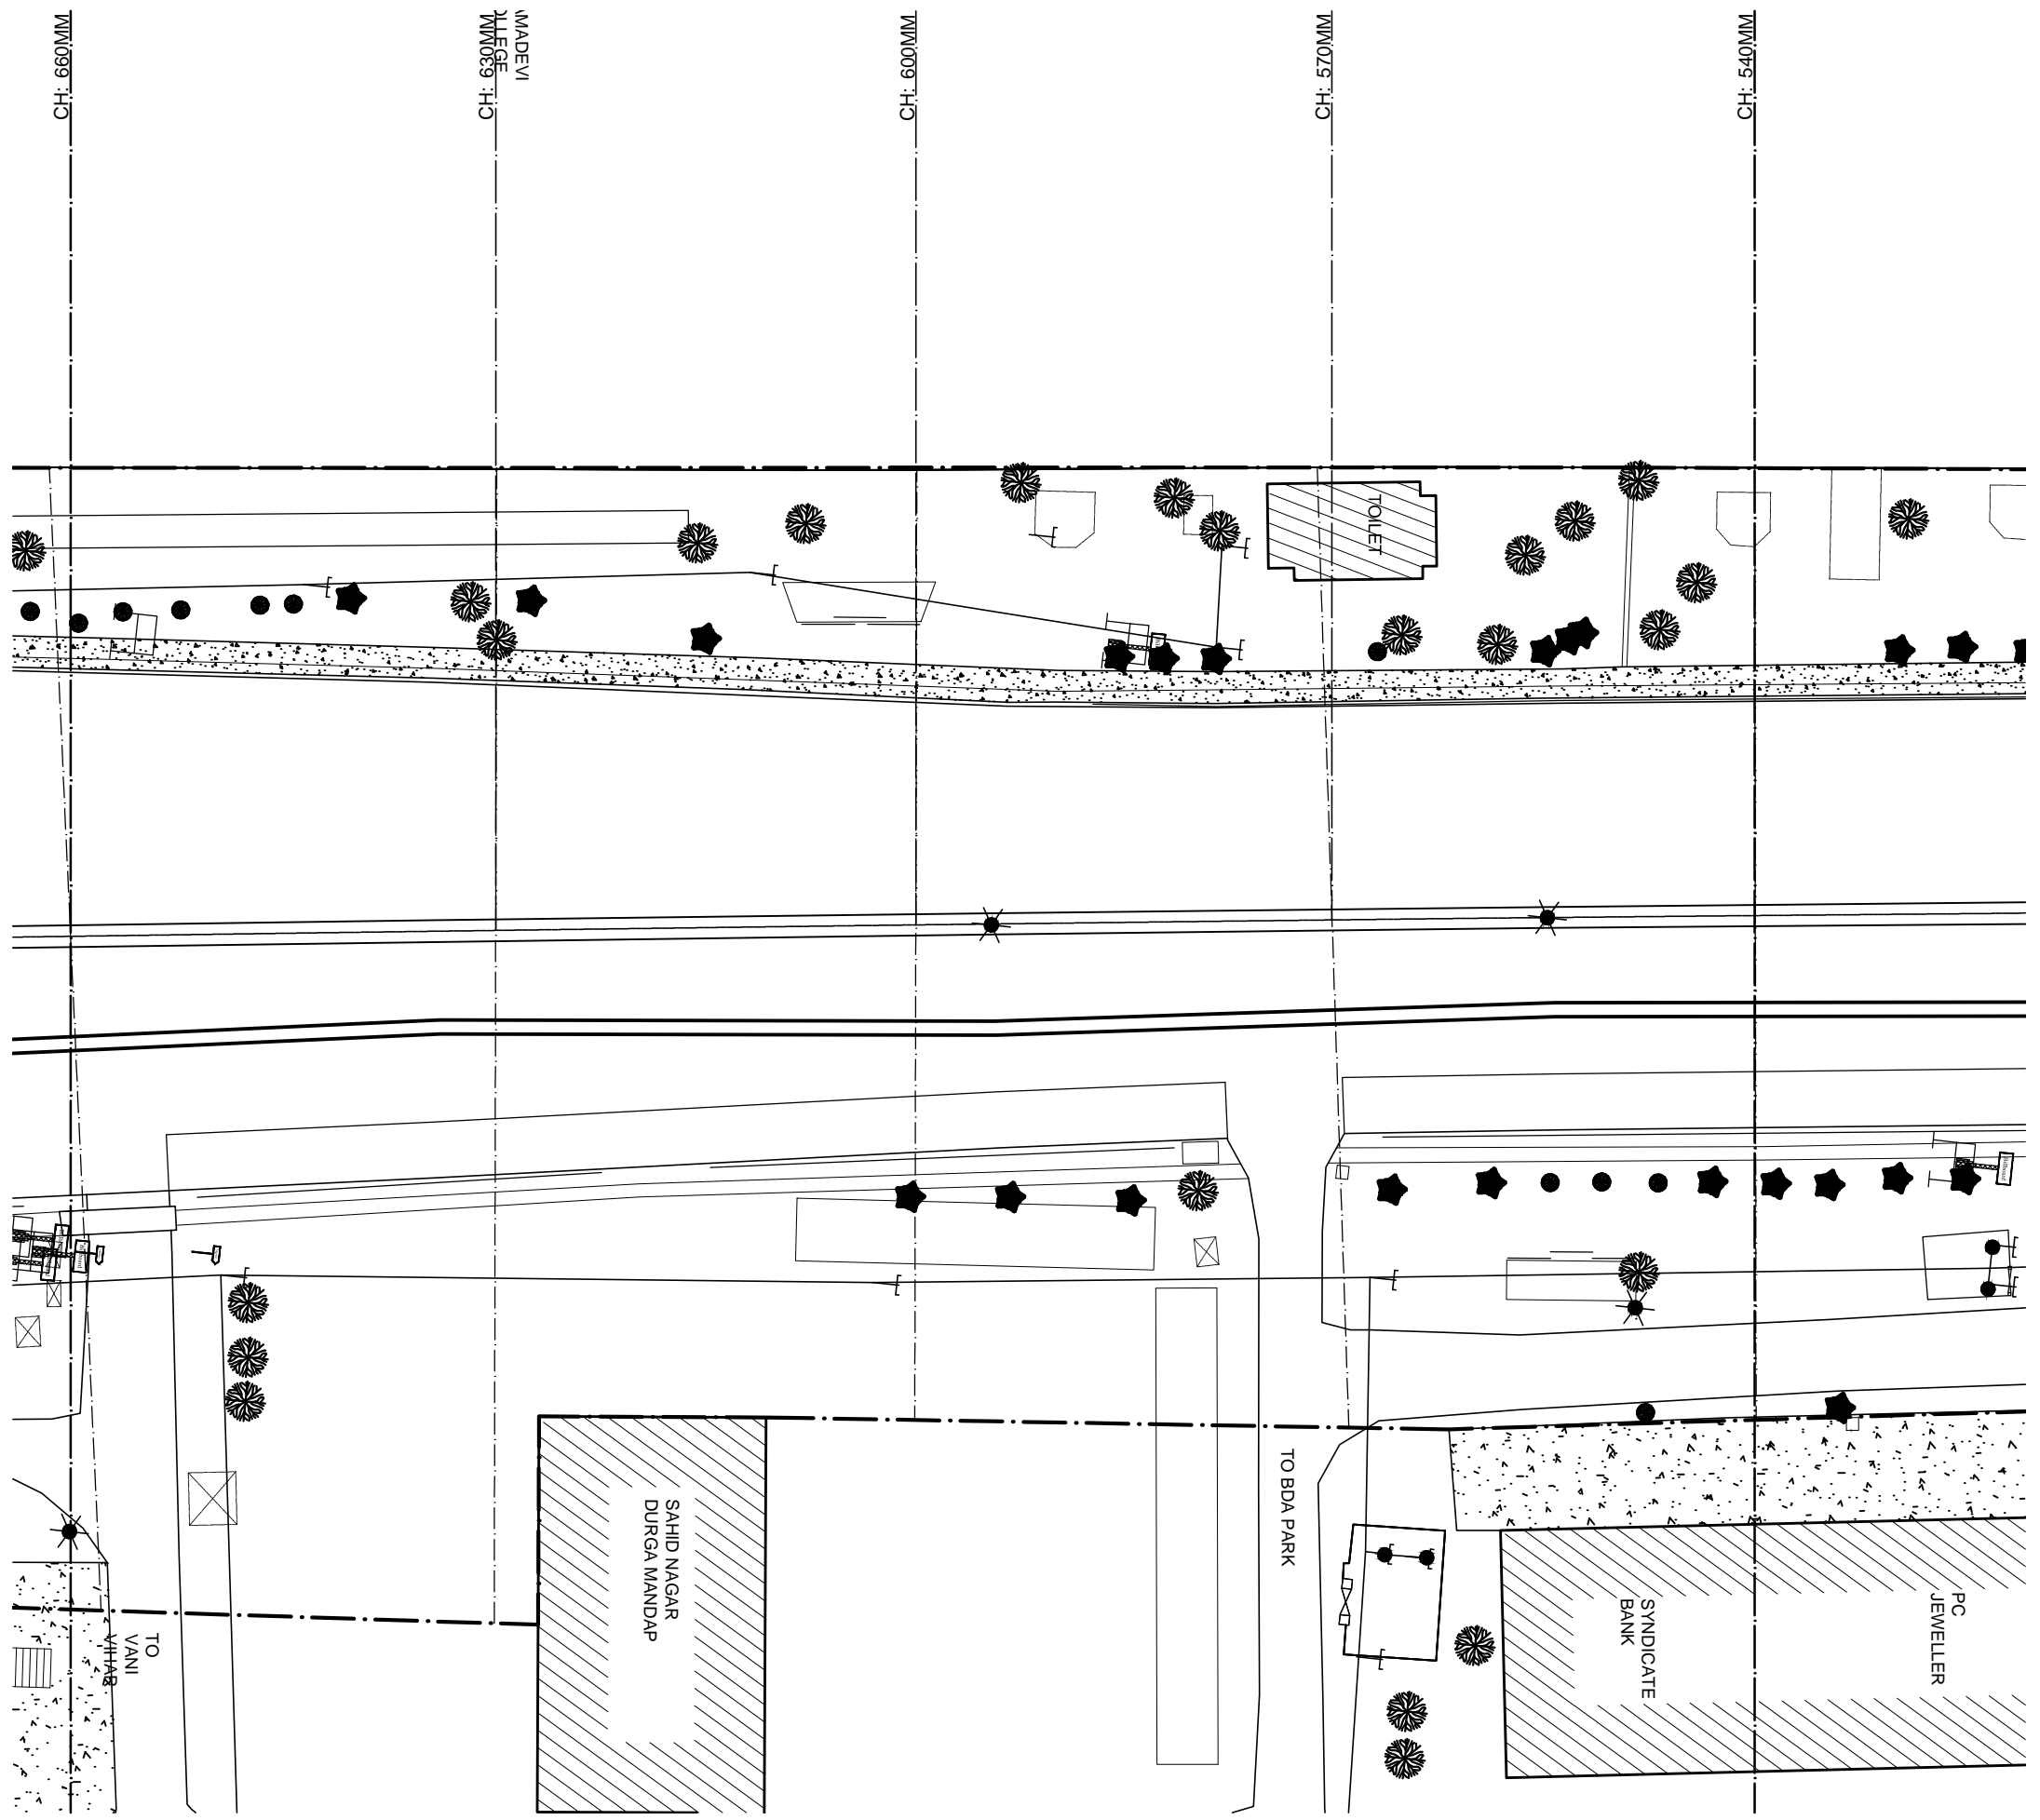 CH: 660MM
CH: 630MM
MADEVI
LLEGE
CH: 600MM
CH: 570MM
CH: 540MM
TOILET
SAHID NAGAR
DURGA MANDAP
TO BDA PARK
TO
VANI
VIHAR
SYNDICATE
BANK
PC
JEWELLER